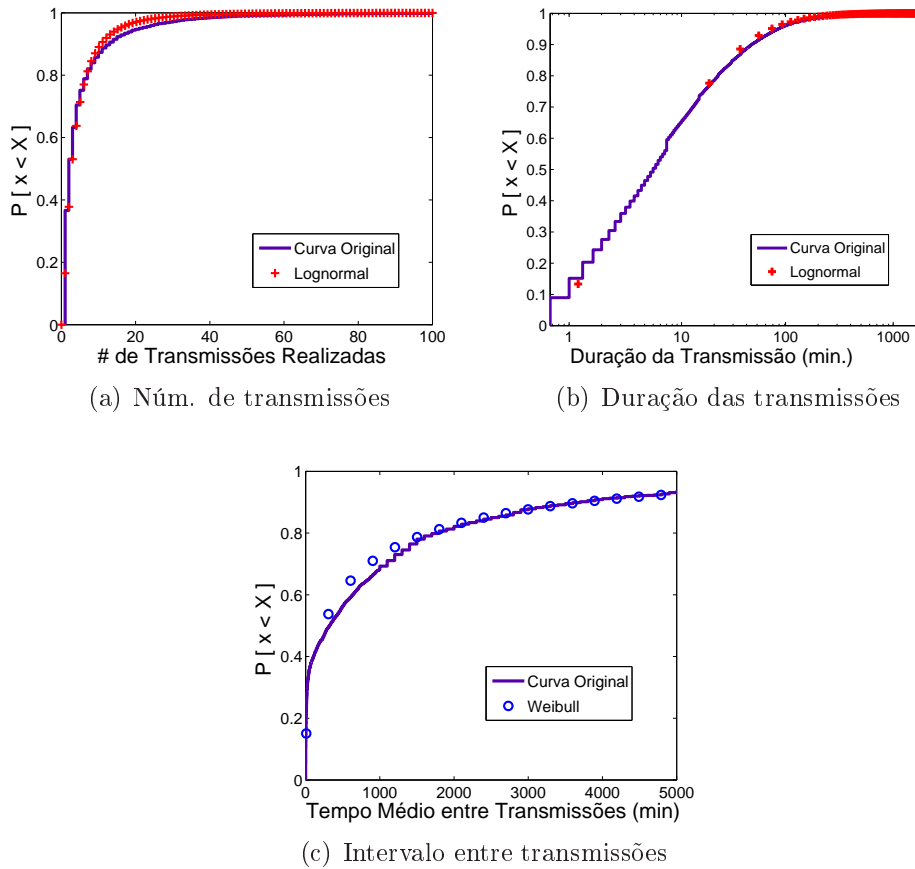 1
0.8
0.6
0.4
0.2
0
P [ x < X ]
Curva Original
Lognormal
0 20 40 60 80 100
# de Transmissões Realizadas
(a) Núm. de transmissões
1
0.9
0.8
0.7
0.6
0.5
0.4
0.3
0.2
0.1
0
P [ x < X ]
Curva Original
Lognormal
1 10 100 1000
Duração da Transmissão (min.)
(b) Duração das transmissões
1
0.8
0.6
0.4
0.2
0
P [ x < X ]
Curva Original
Weibull
0 1000 2000 3000 4000 5000
Tempo Médio entre Transmissões (min)
(c) Intervalo entre transmissões